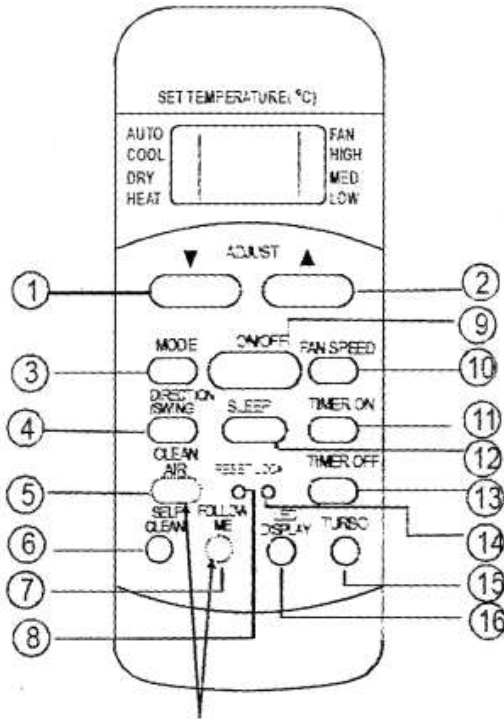 SET TEMPERATURE(°C)
AUTO FAN
COOL HIGH
DRY MED
HEAT LOW
▼ ADJUST ▲
1 2
9
MODE ON/OFF FAN SPEED
3 10
DIRECTION
/SWING SLEEP TIMER ON
4 11
CLEAN
AIR 12
RESET LOCK TIMER OFF
5 13
SELF
CLEAN FOLLOW
ME DISPLAY TURBO
6 14
7 15
8 16